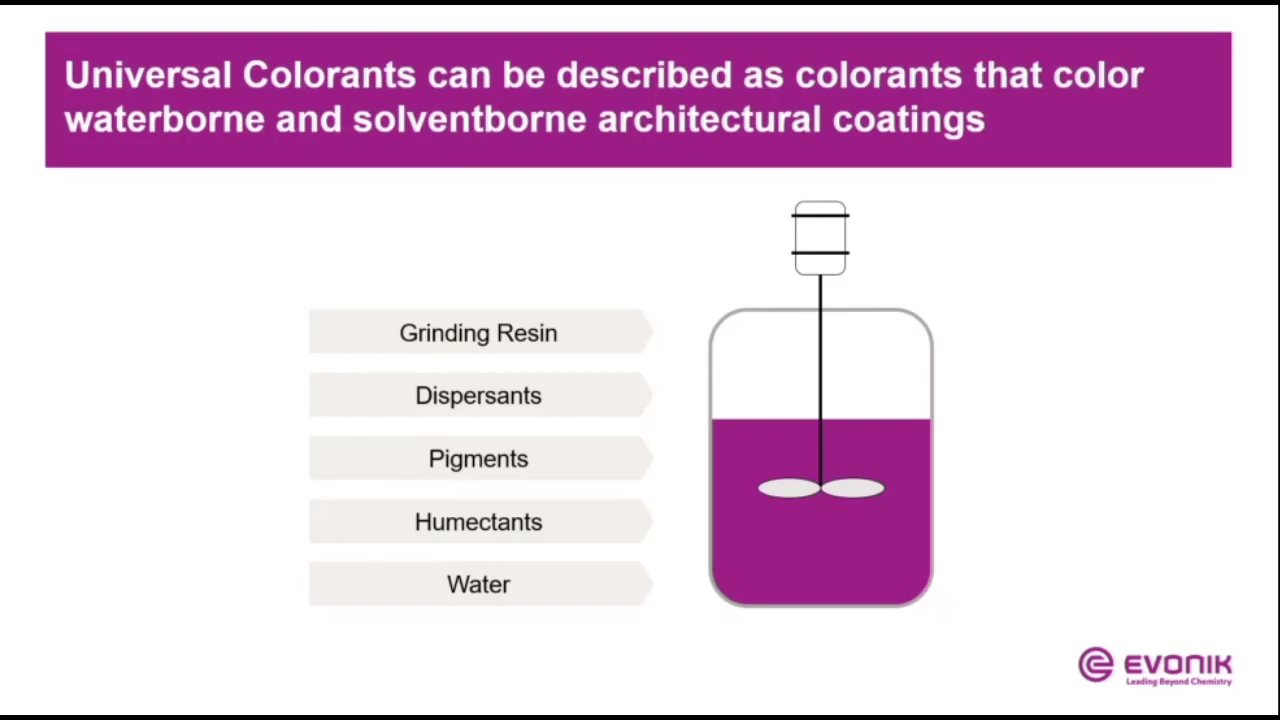 Universal Colorants can be described as colorants that color
waterborne and solventborne architectural coatings
Grinding Resin
Dispersants
Pigments
Humectants
Water
EVONIK
Leading Beyond Chemistry